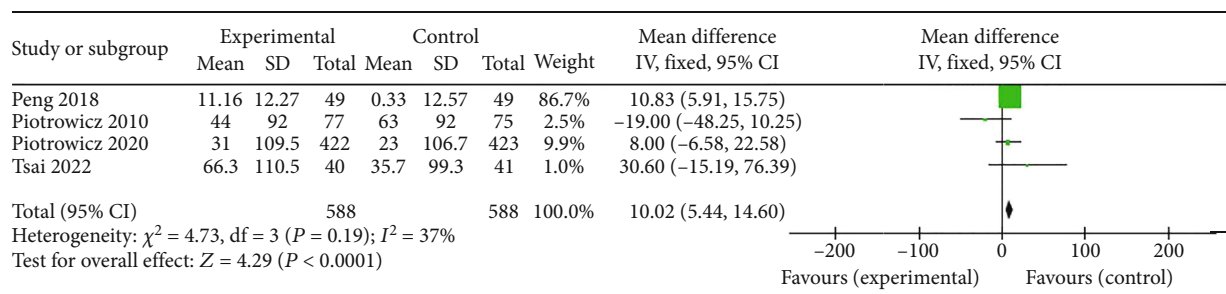 Study or subgroup Experimental Control Mean difference Mean difference
Mean SD Total Mean SD Total Weight IV, fixed, 95% CI IV, fixed, 95% CI
Peng 2018 11.16 12.27 49 0.33 12.57 49 86.7% 10.83 (5.91, 15.75)
Piotrowicz 2010 44 92 77 63 92 75 2.5% –19.00 (–48.25, 10.25)
Piotrowicz 2020 31 109.5 422 23 106.7 423 9.9% 8.00 (–6.58, 22.58)
Tsai 2022 66.3 110.5 40 35.7 99.3 41 1.0% 30.60 (–15.19, 76.39)
Total (95% CI) 588 588 100.0% 10.02 (5.44, 14.60)
Heterogeneity: χ² = 4.73, df = 3 (P = 0.19); I² = 37%
Test for overall effect: Z = 4.29 (P < 0.0001)
–200 –100 0 100 200
Favours (experimental) Favours (control)